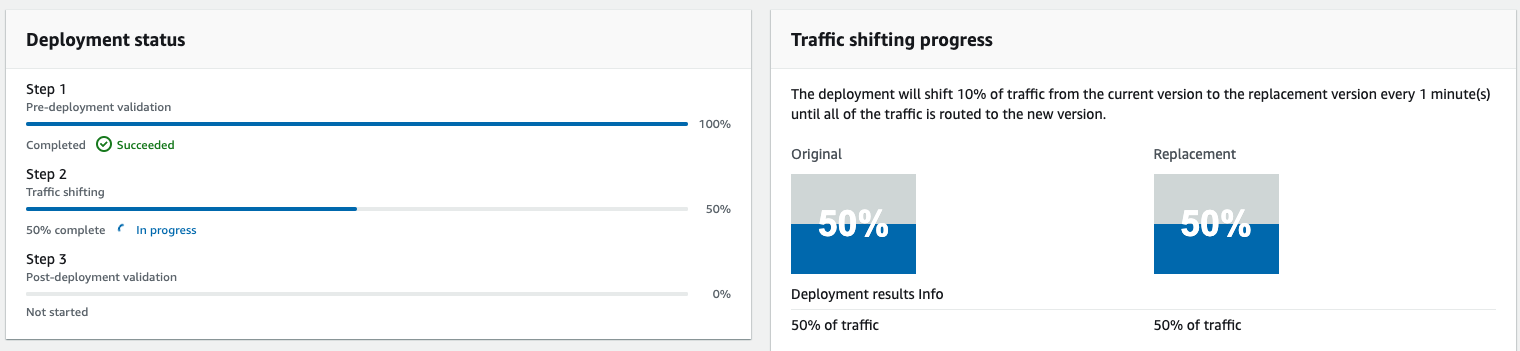 Deployment status
Step 1
Pre-deployment validation
100%
Completed Succeeded
Step 2
Traffic shifting
50%
50% complete In progress
Step 3
Post-deployment validation
0%
Not started
Traffic shifting progress
The deployment will shift 10% of traffic from the current version to the replacement version every 1 minute(s)
until all of the traffic is routed to the new version.
Original Replacement
50% 50%
Deployment results Info
50% of traffic 50% of traffic